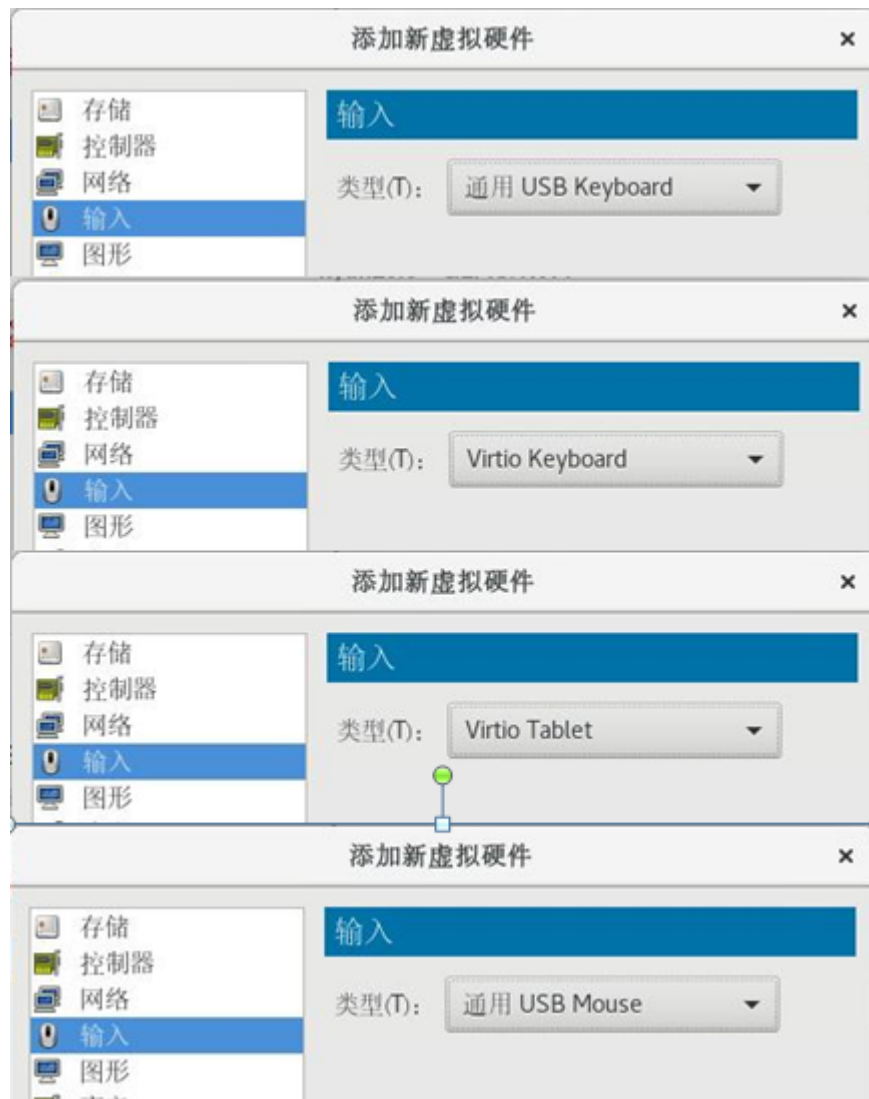 添加新虚拟硬件 ×
存储
控制器
网络
输入
图形
输入
类型(T)： 通用 USB Keyboard
添加新虚拟硬件 ×
存储
控制器
网络
输入
图形
输入
类型(T)： Virtio Keyboard
添加新虚拟硬件 ×
存储
控制器
网络
输入
图形
输入
类型(T)： Virtio Tablet
添加新虚拟硬件 ×
存储
控制器
网络
输入
图形
输入
类型(T)： 通用 USB Mouse